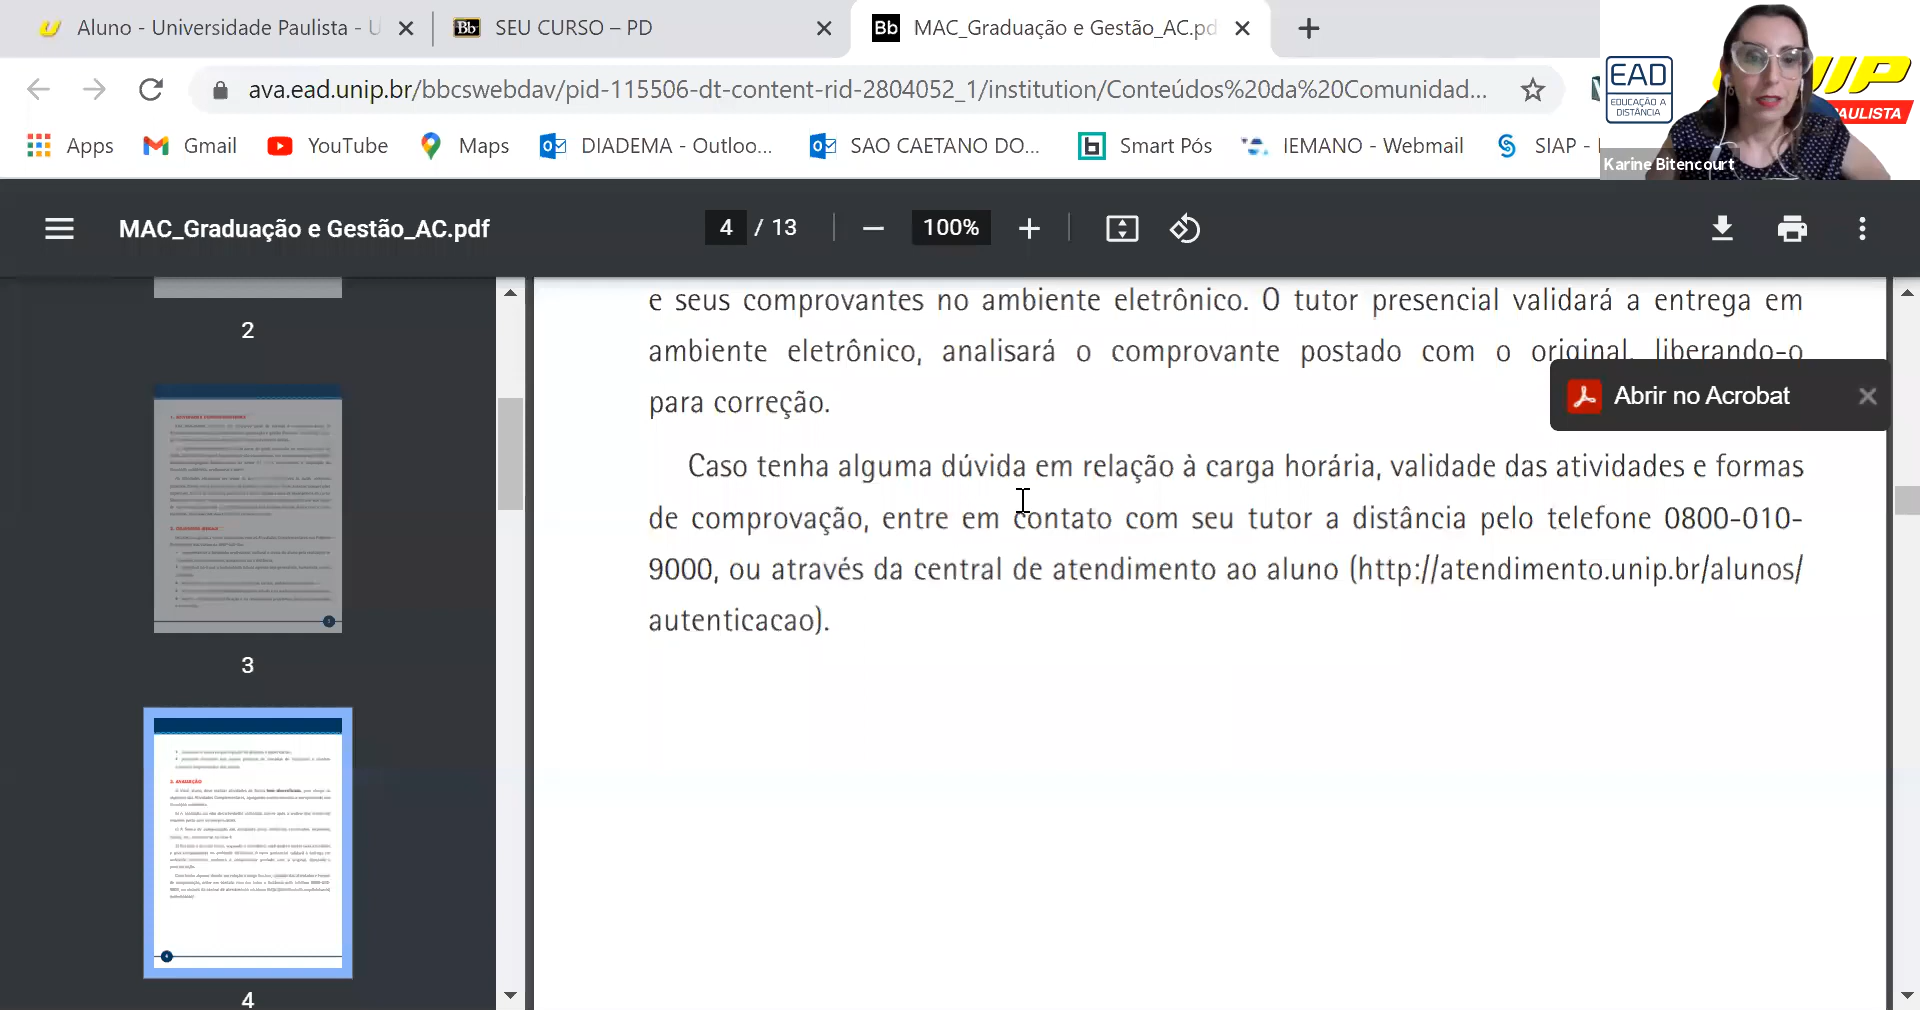 Aluno - Universidade Paulista - U
SEU CURSO – PD
MAC_Graduação e Gestão_AC.pd
ava.ead.unip.br/bbcswebdav/pid-115506-dt-content-rid-2804052_1/institution/Conteúdos%20da%20Comunidad...
Apps
Gmail
YouTube
Maps
DIADEMA - Outloo...
SAO CAETANO DO...
Smart Pós
IEMANO - Webmail
SIAP -
EAD
EDUCAÇÃO A
DISTÂNCIA
UNIP
PAULISTA
Karine Bitencourt
MAC_Graduação e Gestão_AC.pdf
4 / 13
100%
2
3
4
e seus comprovantes no ambiente eletrônico. O tutor presencial validará a entrega em
ambiente eletrônico, analisará o comprovante postado com o original, liberando-o
para correção.
Abrir no Acrobat
Caso tenha alguma dúvida em relação à carga horária, validade das atividades e formas
de comprovação, entre em contato com seu tutor a distância pelo telefone 0800-010-
9000, ou através da central de atendimento ao aluno (http://atendimento.unip.br/alunos/
autenticacao).